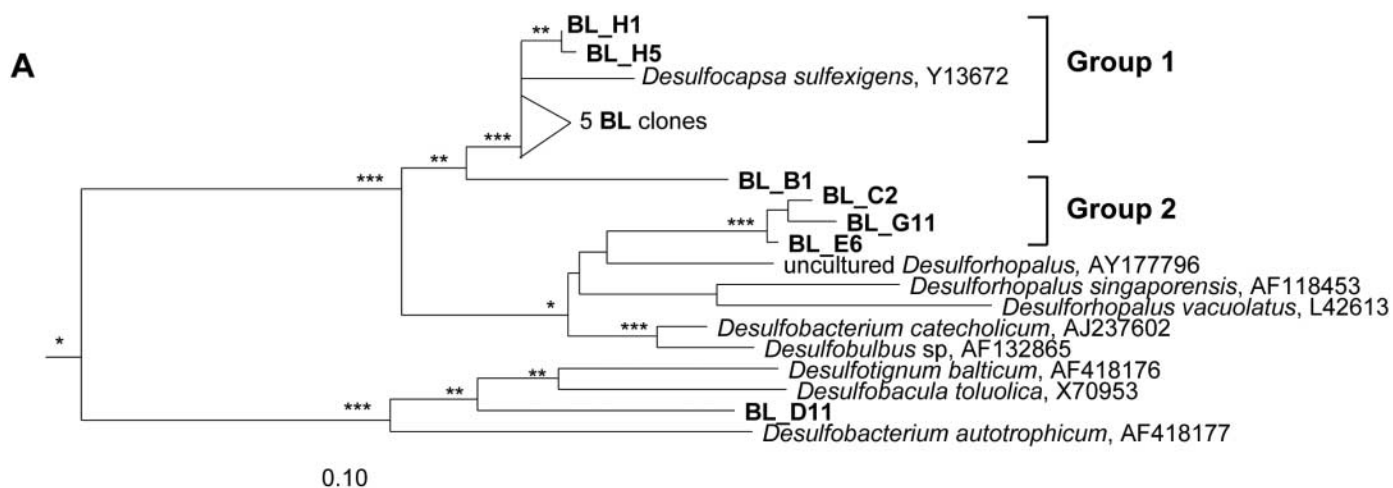 A
** BL_H1
BL_H5
Group 1
Desulfocapsa sulfexigens, Y13672
5 BL clones
***
**
***
BL_B1
BL_C2
Group 2
*** BL_G11
BL_E6
uncultured Desulforhopalus, AY177796
Desulforhopalus singaporensis, AF118453
* Desulforhopalus vacuolatus, L42613
*** Desulfobacterium catecholicum, AJ237602
* Desulfobulbus sp, AF132865
** Desulfotignum balticum, AF418176
** Desulfobacula toluolica, X70953
*** BL_D11
Desulfobacterium autotrophicum, AF418177
0.10